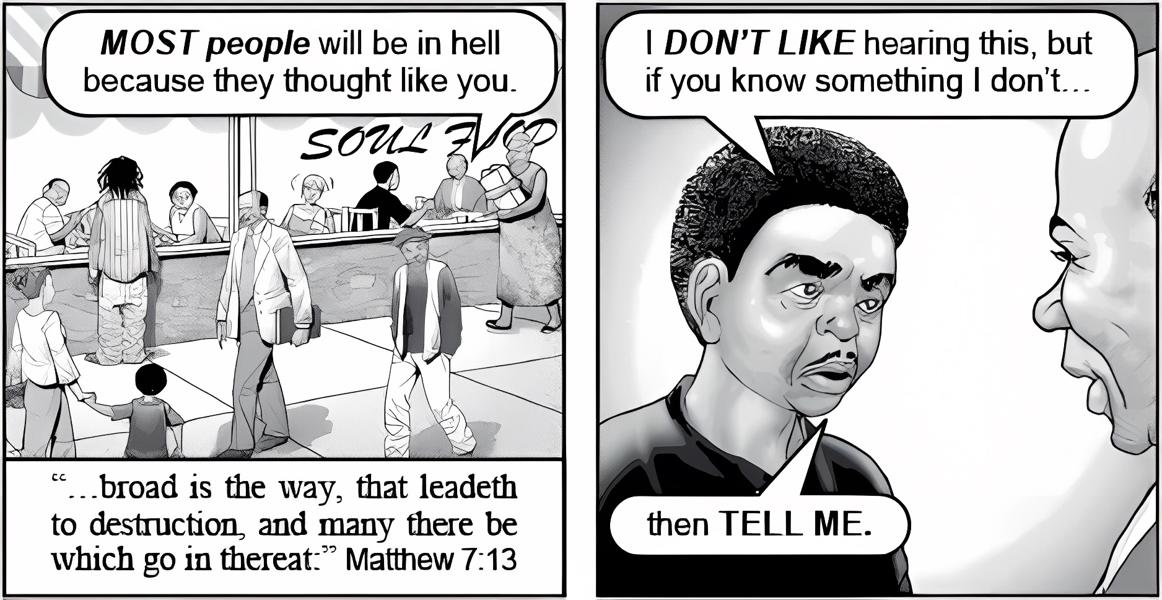 MOST people will be in hell
because they thought like you.
SOUL FOOD
“...broad is the way, that leadeth
to destruction, and many there be
which go in thereat:” Matthew 7:13
I DON’T LIKE hearing this, but
if you know something I don’t...
then TELL ME.